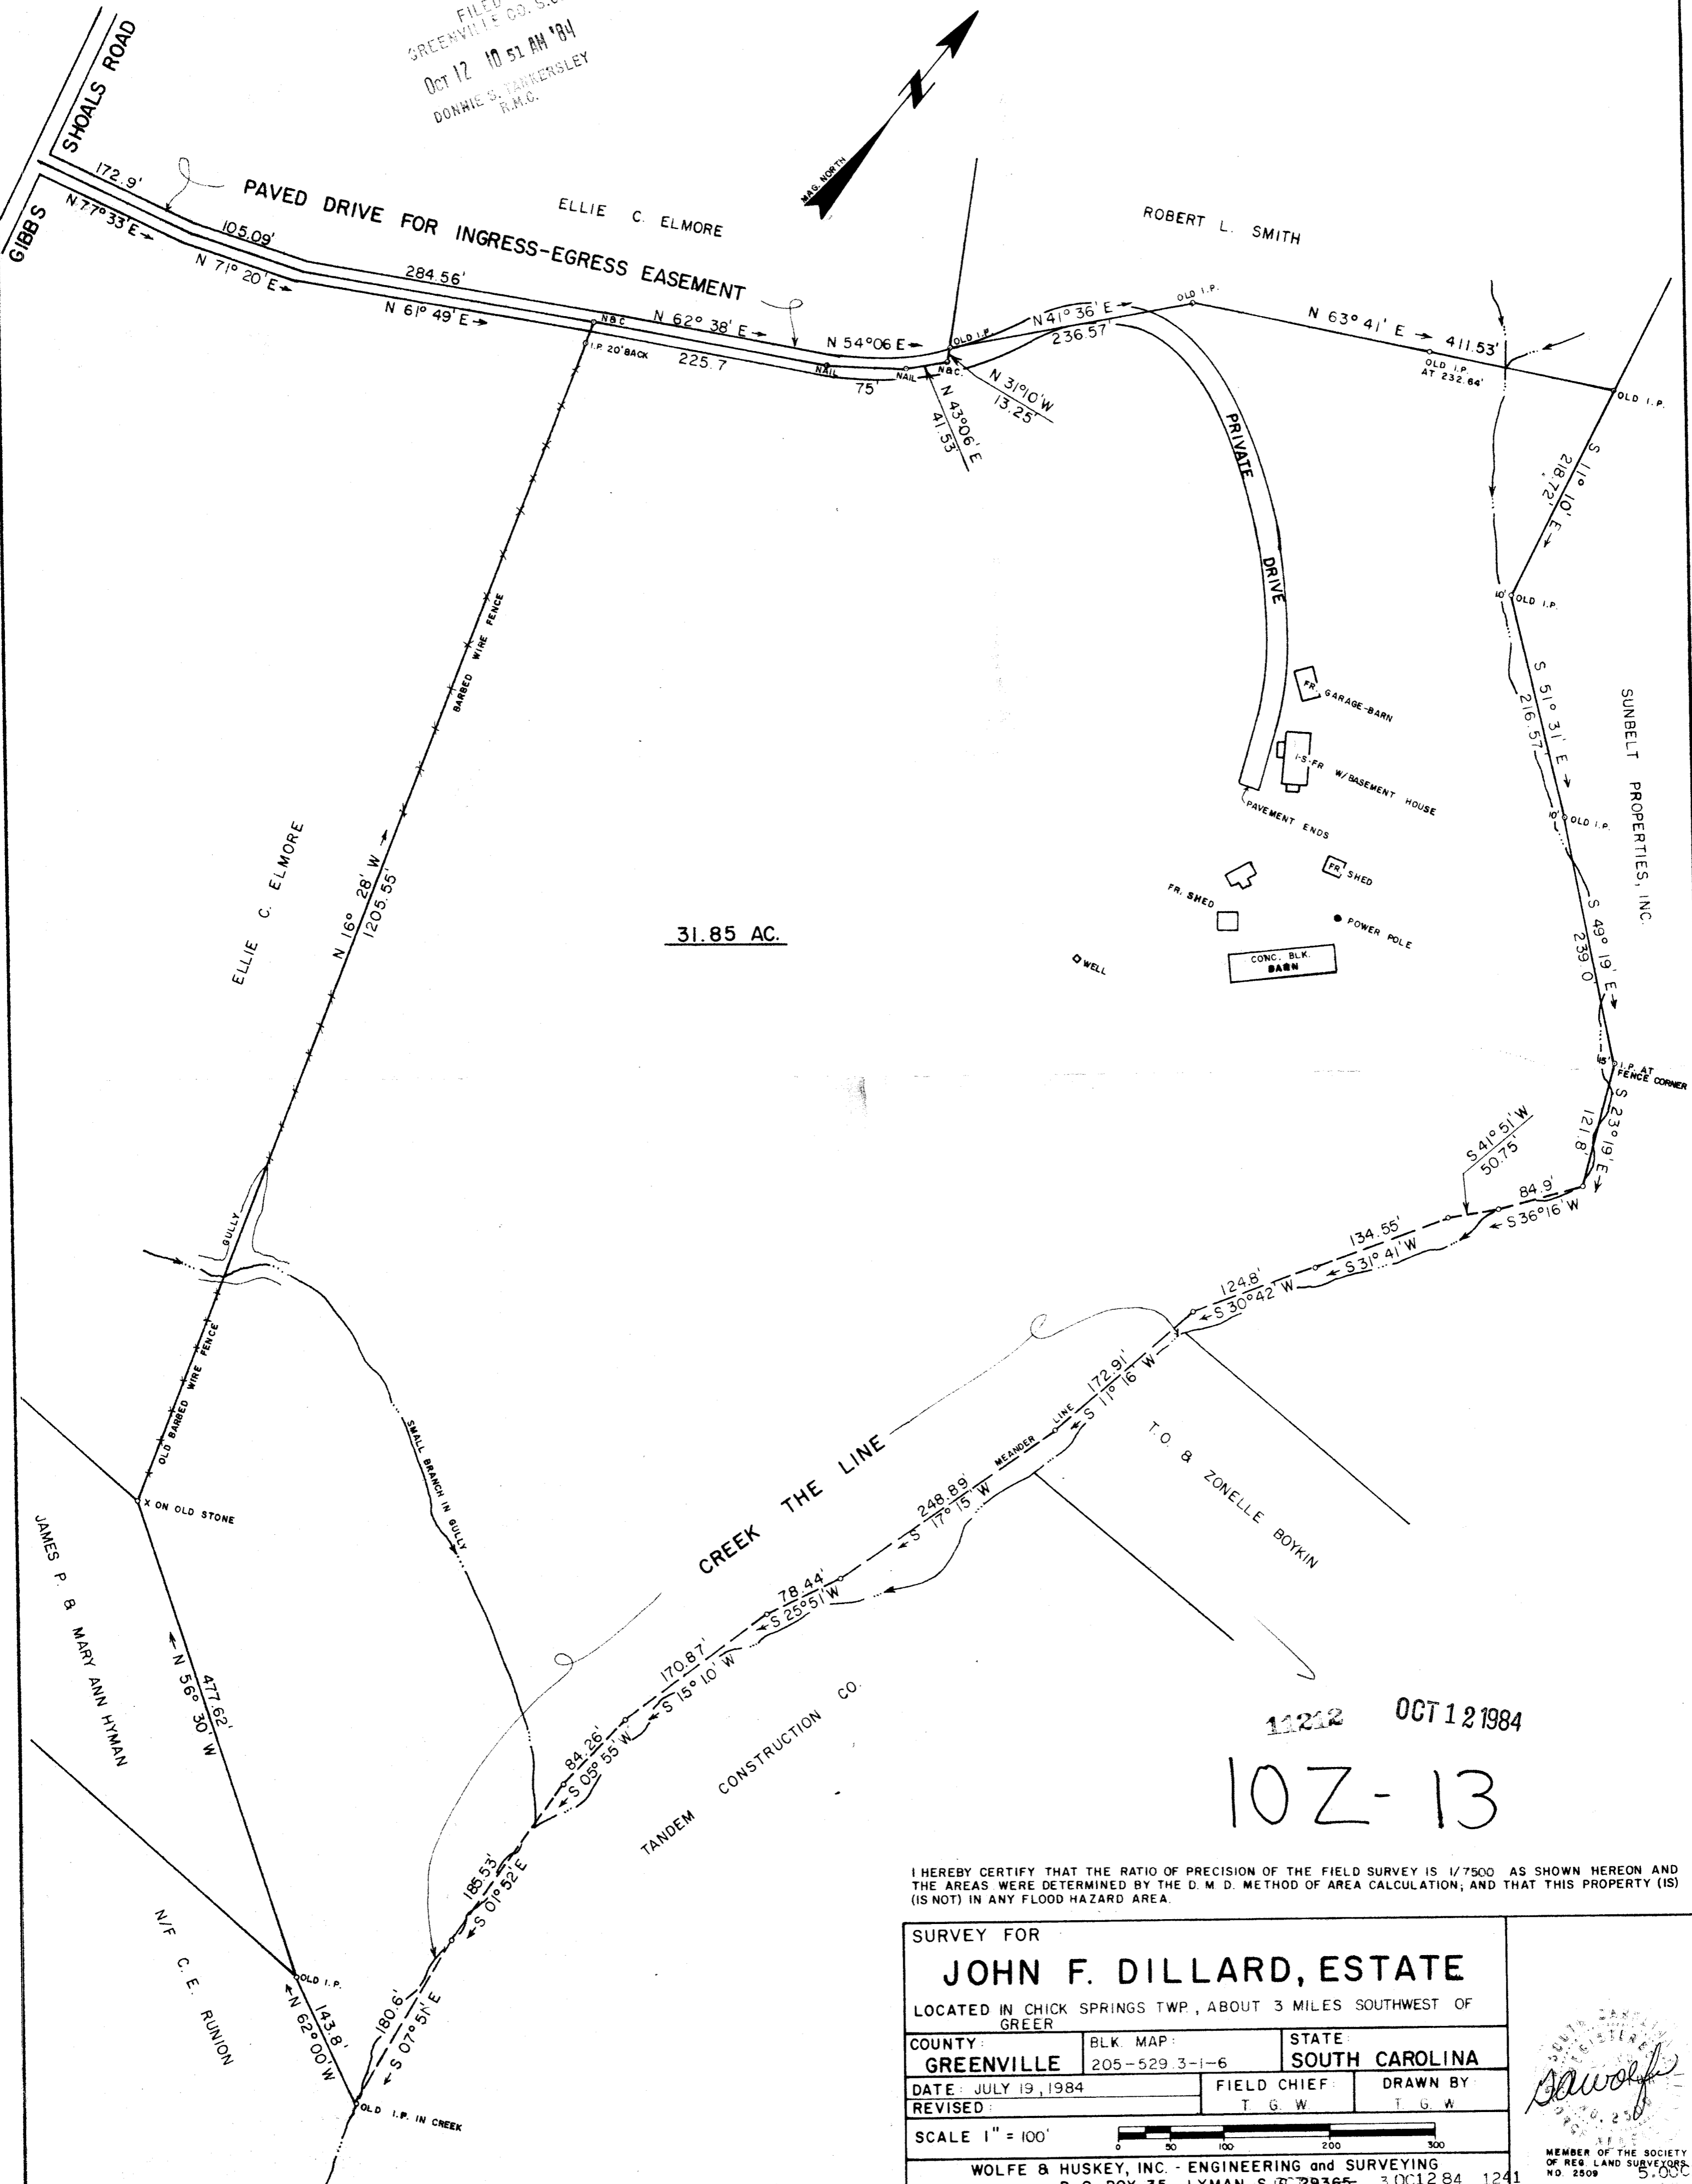 FILED
GREENVILLE CO. S.C.
OCT 12 10 51 AM '84
DONNIE S. TANKERSLEY
R.M.C.
SHOALS ROAD
GIBBS
172.9'
N 77° 33' E
105.09'
N 71° 20' E
PAVED DRIVE FOR INGRESS-EGRESS EASEMENT
ELLIE C. ELMORE
284.56'
N 61° 49' E
MAG. NORTH
N
ROBERT L. SMITH
N&C
I.P. 20' BACK
N 62° 38' E
225.7
NAIL
N 54° 06 E
75'
NAIL
N&C.
OLD I.P.
N 31° 10' W
13.25'
N 43° 06' E
41.53'
N 41° 36' E
236.57'
OLD I.P.
N 63° 41' E
411.53'
OLD I.P.
AT 232.64'
OLD I.P.
S 11° 10' E
218.72'
PRIVATE
DRIVE
10'
OLD I.P.
S 51° 31' E
216.57'
SUNBELT PROPERTIES, INC.
10'
OLD I.P.
S 49° 19' E
239.0'
15'
I.P. AT
FENCE CORNER
S 23° 19' E
121.8'
BARBED WIRE FENCE
FR. GARAGE-BARN
1-S-FR W/BASEMENT HOUSE
PAVEMENT ENDS
FR. SHED
FR. SHED
POWER POLE
CONC. BLK.
BARN
WELL
31.85 AC.
ELLIE C. ELMORE
N 16° 28' W
1205.55'
S 41° 51' W
50.75'
84.9'
S 36° 16' W
134.55'
S 31° 41' W
124.8'
S 30° 42' W
172.91'
S 11° 16' W
MEANDER LINE
248.89'
S 17° 15' W
CREEK THE LINE
T.O. & ZONELLE BOYKIN
GULLY
OLD BARBED WIRE FENCE
SMALL BRANCH IN GULLY
X ON OLD STONE
JAMES P. & MARY ANN HYMAN
477.62'
N 56° 30' W
78.44'
S 25° 51' W
170.87'
S 15° 10' W
84.26'
S 05° 55' W
TANDEM CONSTRUCTION CO.
185.53'
S 01° 52' E
180.6'
S 07° 51' E
N/F C. E. RUNION
OLD I.P.
143.8'
N 62° 00' W
OLD I.P. IN CREEK
11212 OCT 12 1984
10Z-13
I HEREBY CERTIFY THAT THE RATIO OF PRECISION OF THE FIELD SURVEY IS 1/7500 AS SHOWN HEREON AND
THE AREAS WERE DETERMINED BY THE D. M. D. METHOD OF AREA CALCULATION; AND THAT THIS PROPERTY (IS)
(IS NOT) IN ANY FLOOD HAZARD AREA.
SURVEY FOR
JOHN F. DILLARD, ESTATE
LOCATED IN CHICK SPRINGS TWP., ABOUT 3 MILES SOUTHWEST OF
GREER
COUNTY:
GREENVILLE
BLK. MAP:
205-529.3-1-6
STATE:
SOUTH CAROLINA
DATE: JULY 19, 1984
REVISED:
FIELD CHIEF:
T. G. W.
DRAWN BY:
T. G. W
SCALE 1" = 100'
0 50 100 200 300
WOLFE & HUSKEY, INC. - ENGINEERING and SURVEYING
3 OC12 84 1241
MEMBER OF THE SOCIETY
OF REG. LAND SURVEYORS
NO. 2509